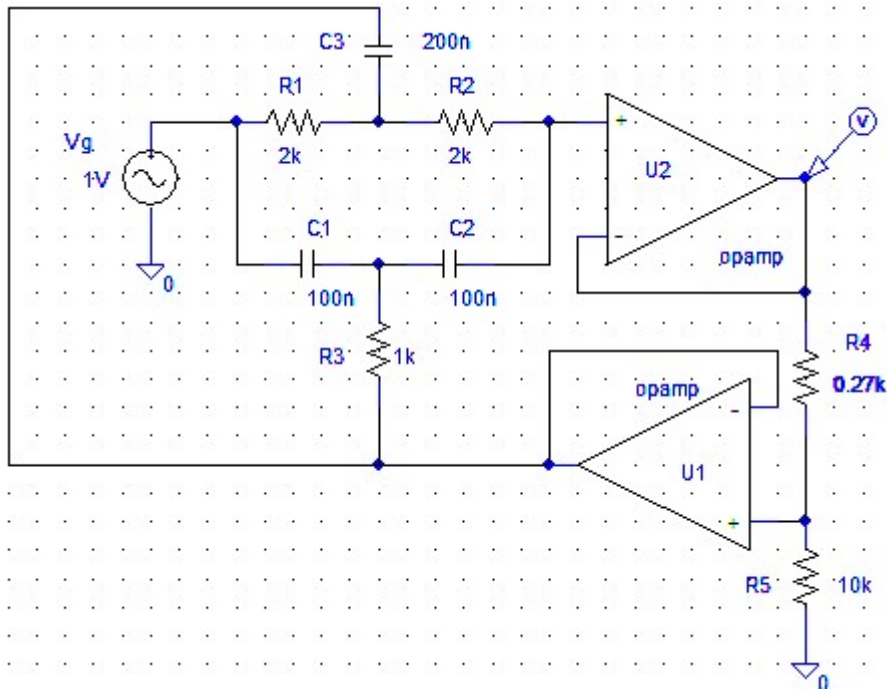 C3 200n
R1 R2
2k 2k
+
V
Vg
1V
U2
-
C1 C2
0
opamp
100n 100n
R3 1k
R4
0.27k
opamp
-
U1
+
R5 10k
0